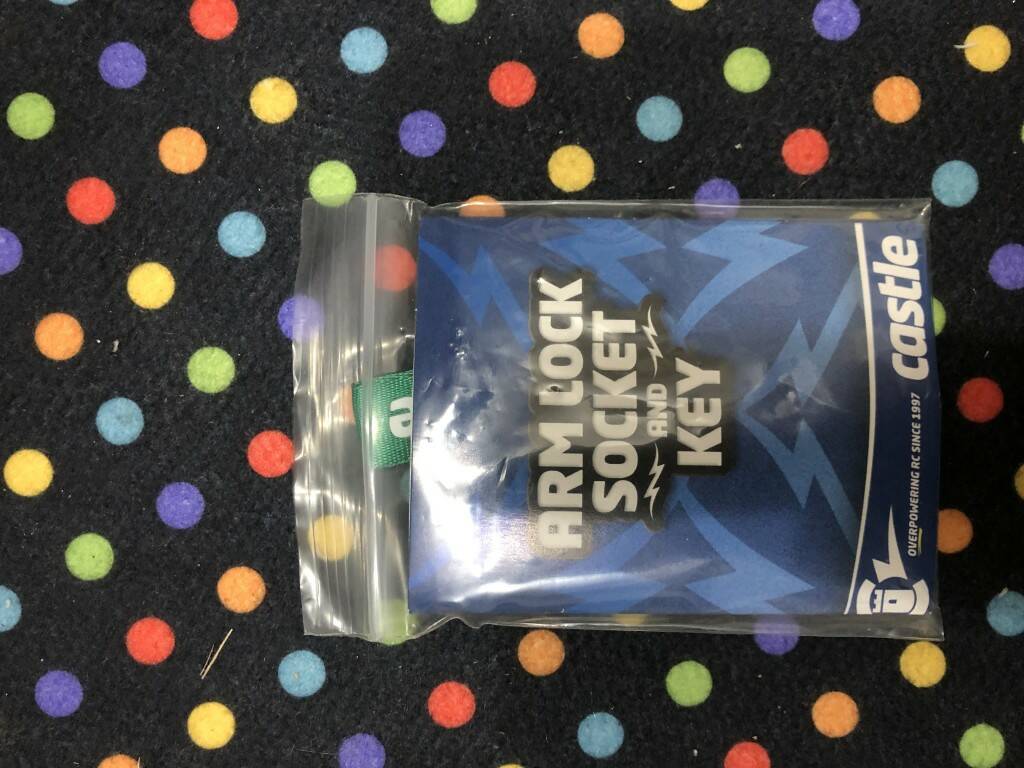 ARM LOCK
SOCKET
AND
KEY
OVERPOWERING RC SINCE 1997
castle
a